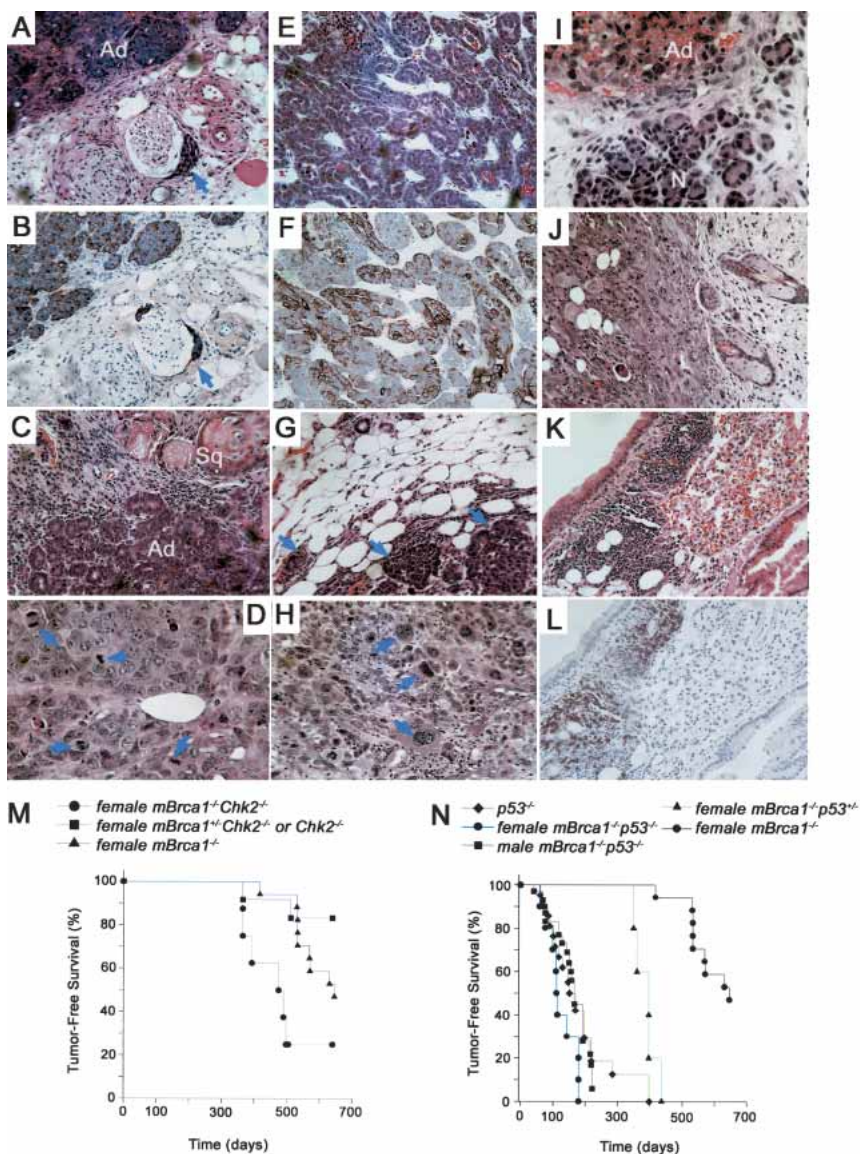 A
Ad
E
I
Ad
N
B
F
J
C
Sq
Ad
G
K
D
H
L
M
female mBrca1-/-Chk2-/-
female mBrca1+/-Chk2-/- or Chk2-/-
female mBrca1-/-
Tumor-Free Survival (%)
100
80
60
40
20
0
0
100
300
500
700
Time (days)
N
p53-/-
female mBrca1-/-p53-/-
male mBrca1-/-p53-/-
female mBrca1-/-p53+/-
female mBrca1-/-
Tumor-Free Survival (%)
100
80
60
40
20
0
0
100
300
500
700
Time (days)